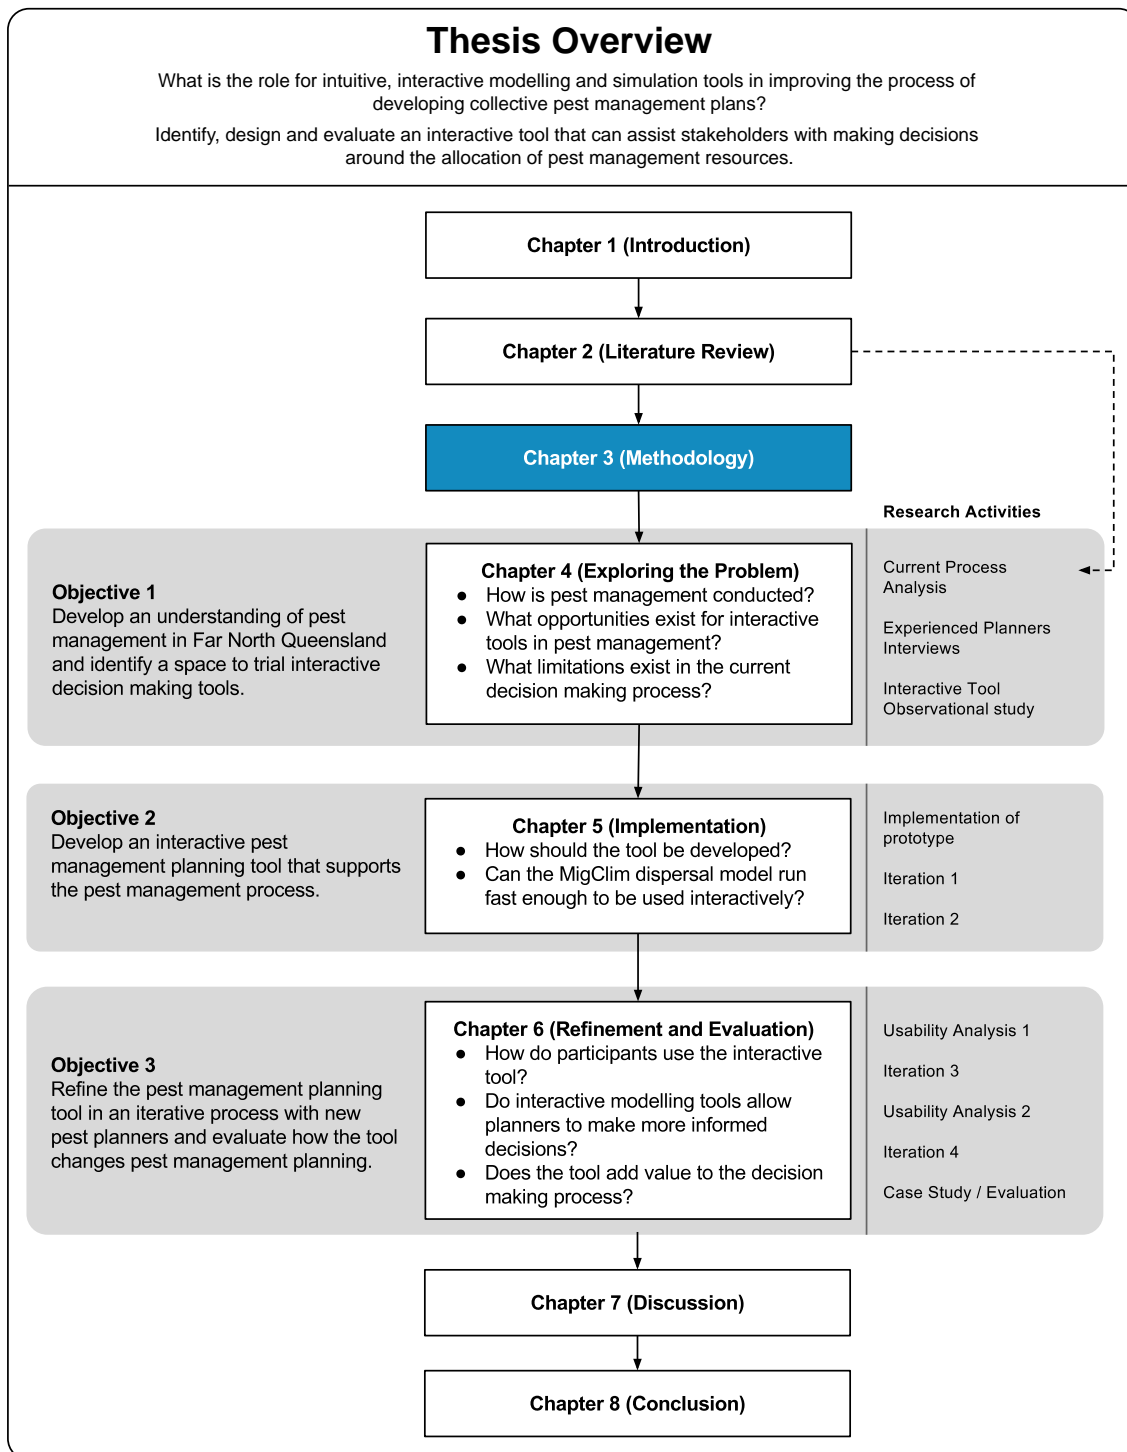 Thesis Overview
What is the role for intuitive, interactive modelling and simulation tools in improving the process of
developing collective pest management plans?
Identify, design and evaluate an interactive tool that can assist stakeholders with making decisions
around the allocation of pest management resources.
Chapter 1 (Introduction)
Chapter 2 (Literature Review)
Chapter 3 (Methodology)
Research Activities
Objective 1
Develop an understanding of pest
management in Far North Queensland
and identify a space to trial interactive
decision making tools.
Chapter 4 (Exploring the Problem)
● How is pest management conducted?
● What opportunities exist for interactive
tools in pest management?
● What limitations exist in the current
decision making process?
Current Process
Analysis
Experienced Planners
Interviews
Interactive Tool
Observational study
Objective 2
Develop an interactive pest
management planning tool that supports
the pest management process.
Chapter 5 (Implementation)
● How should the tool be developed?
● Can the MigClim dispersal model run
fast enough to be used interactively?
Implementation of
prototype
Iteration 1
Iteration 2
Objective 3
Refine the pest management planning
tool in an iterative process with new
pest planners and evaluate how the tool
changes pest management planning.
Chapter 6 (Refinement and Evaluation)
● How do participants use the interactive
tool?
● Do interactive modelling tools allow
planners to make more informed
decisions?
● Does the tool add value to the decision
making process?
Usability Analysis 1
Iteration 3
Usability Analysis 2
Iteration 4
Case Study / Evaluation
Chapter 7 (Discussion)
Chapter 8 (Conclusion)